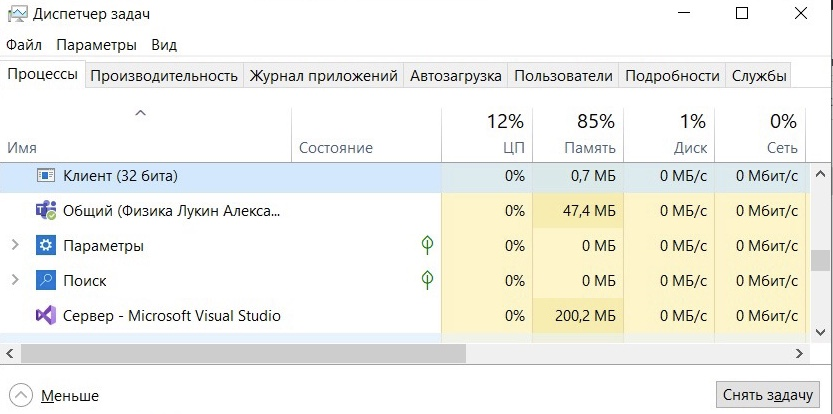 Диспетчер задач
Файл Параметры Вид
Процессы Производительность Журнал приложений Автозагрузка Пользователи Подробности Службы
12% 85% 1% 0%
Имя Состояние ЦП Память Диск Сеть
Клиент (32 бита) 0% 0,7 МБ 0 МБ/с 0 Мбит/с
Общий (Физика Лукин Алекса... 0% 47,4 МБ 0 МБ/с 0 Мбит/с
Параметры 0% 0 МБ 0 МБ/с 0 Мбит/с
Поиск 0% 0 МБ 0 МБ/с 0 Мбит/с
Сервер - Microsoft Visual Studio 0% 200,2 МБ 0 МБ/с 0 Мбит/с
Меньше Снять задачу